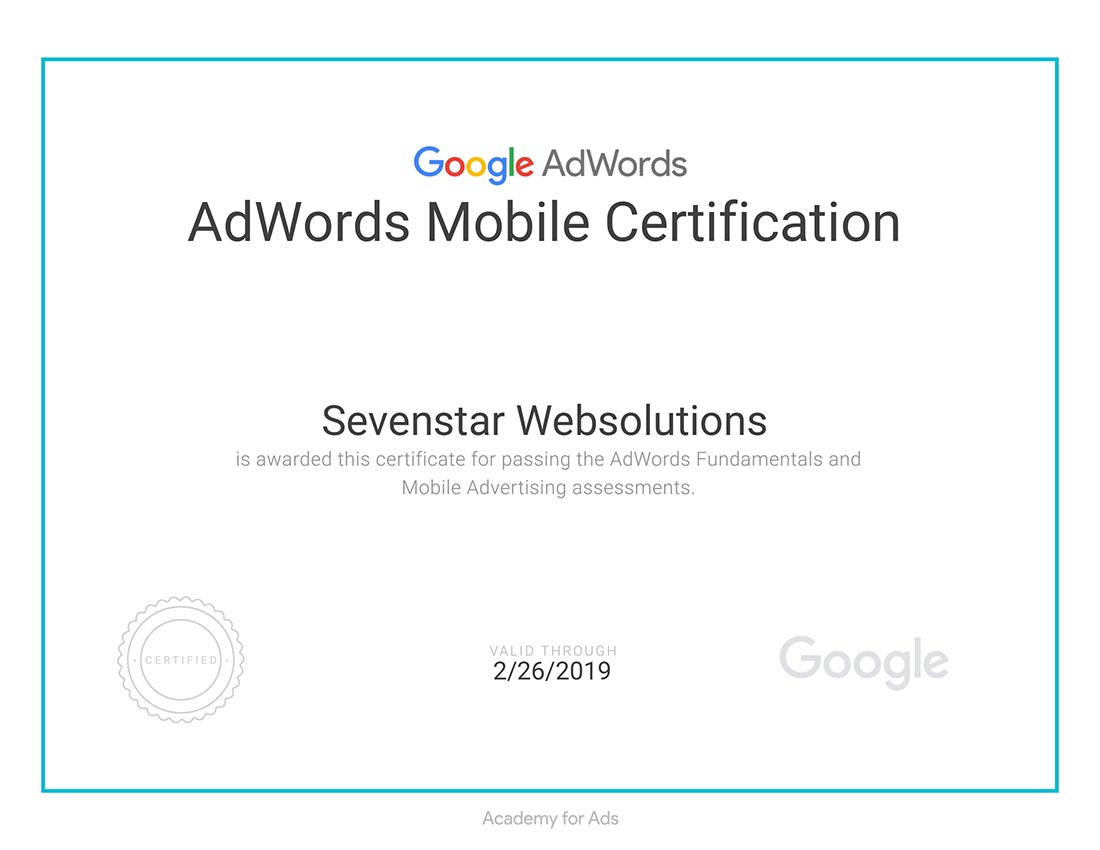 Google AdWords
AdWords Mobile Certification
Sevenstar Websolutions
is awarded this certificate for passing the AdWords Fundamentals and
Mobile Advertising assessments.
· CERTIFIED ·
VALID THROUGH
2/26/2019
Google
Academy for Ads